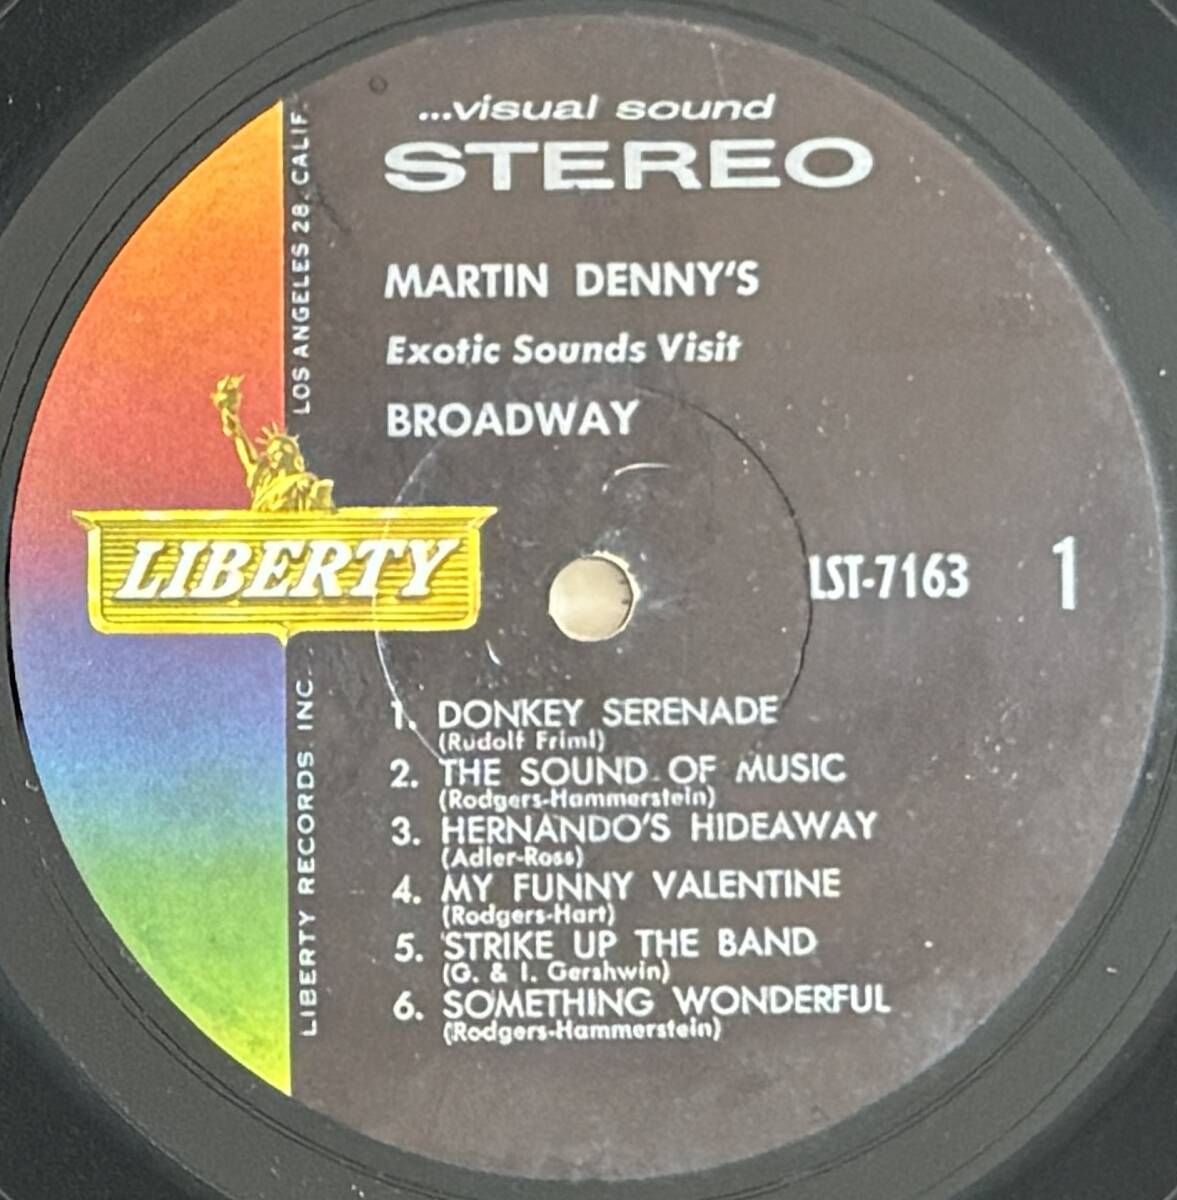 ...visual sound
STEREO
LOS ANGELES 28, CALIF.
MARTIN DENNY'S
Exotic Sounds Visit
BROADWAY
LIBERTY
LST-7163 1
LIBERTY RECORDS INC.
1. DONKEY SERENADE
(Rudolf Friml)
2. THE SOUND OF MUSIC
(Rodgers-Hammerstein)
3. HERNANDO'S HIDEAWAY
(Adler-Ross)
4. MY FUNNY VALENTINE
(Rodgers-Hart)
5. STRIKE UP THE BAND
(G. & I. Gershwin)
6. SOMETHING WONDERFUL
(Rodgers-Hammerstein)